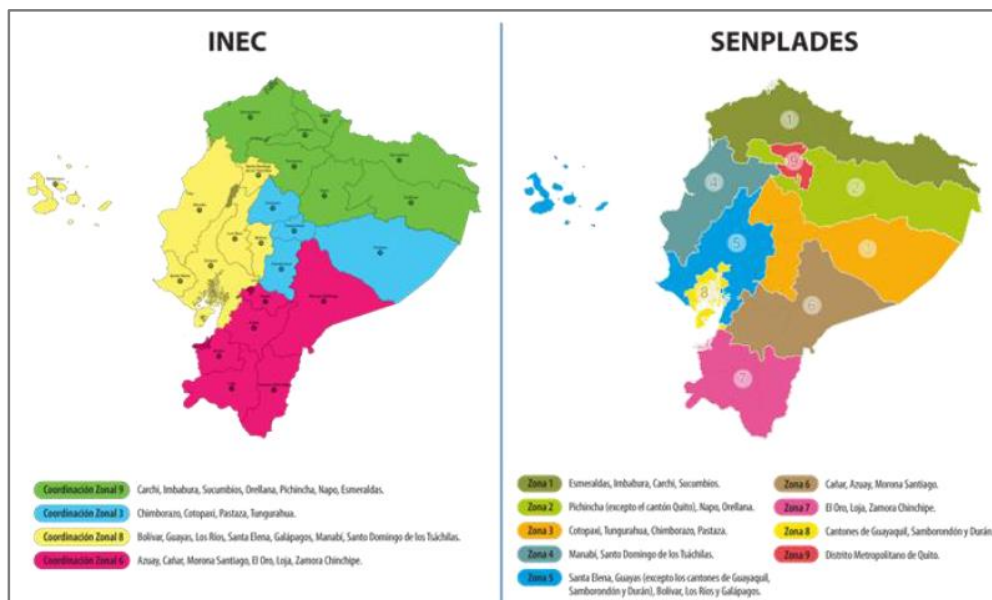 INEC
Coordinación Zonal 9 Carchi, Imbabura, Sucumbios, Orellana, Pichincha, Napo, Esmeraldas.
Coordinación Zonal 3 Chimborazo, Cotopaxi, Pastaza, Tungurahua.
Coordinación Zonal 8 Bolívar, Guayas, Los Ríos, Santa Elena, Galápagos, Manabí, Santo Domingo de los Tsáchilas.
Coordinación Zonal 6 Azuay, Cañar, Morona Santiago, El Oro, Loja, Zamora Chinchipe.
SENPLADES
1
9
2
4
5
8
6
7
Zona 1 Esmeraldas, Imbabura, Carchi, Sucumbios.
Zona 2 Pichincha (excepto el cantón Quito), Napo, Orellana.
Zona 3 Cotopaxi, Tungurahua, Chimborazo, Pastaza.
Zona 4 Manabí, Santo Domingo de los Tsáchilas.
Zona 5 Santa Elena, Guayas (excepto los cantones de Guayaquil,
Samborondón y Durán), Bolívar, Los Ríos y Galápagos.
Zona 6 Cañar, Azuay, Morona Santiago.
Zona 7 El Oro, Loja, Zamora Chinchipe.
Zona 8 Cantones de Guayaquil, Samborondón y Durán
Zona 9 Distrito Metropolitano de Quito.